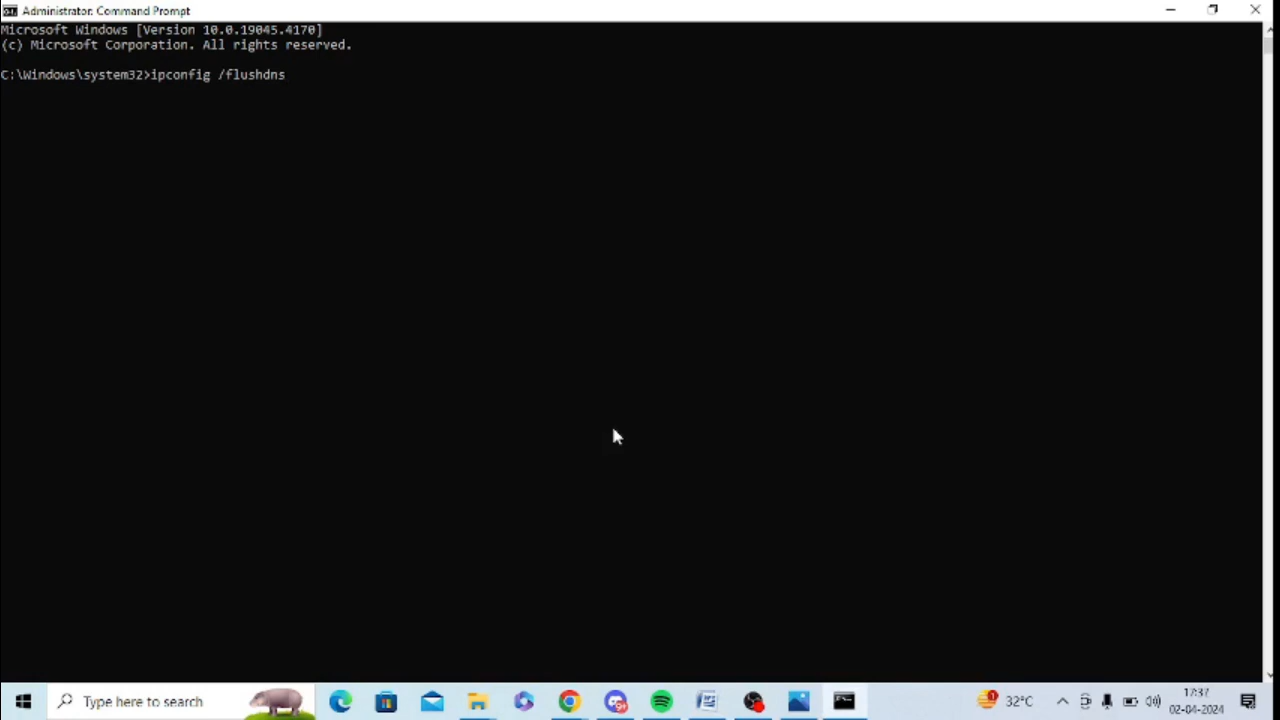 Administrator: Command Prompt
Microsoft Windows [Version 10.0.19045.4170]
(c) Microsoft Corporation. All rights reserved.
C:\Windows\system32>ipconfig /flushdns
Type here to search
32°C
17:37
02-04-2024